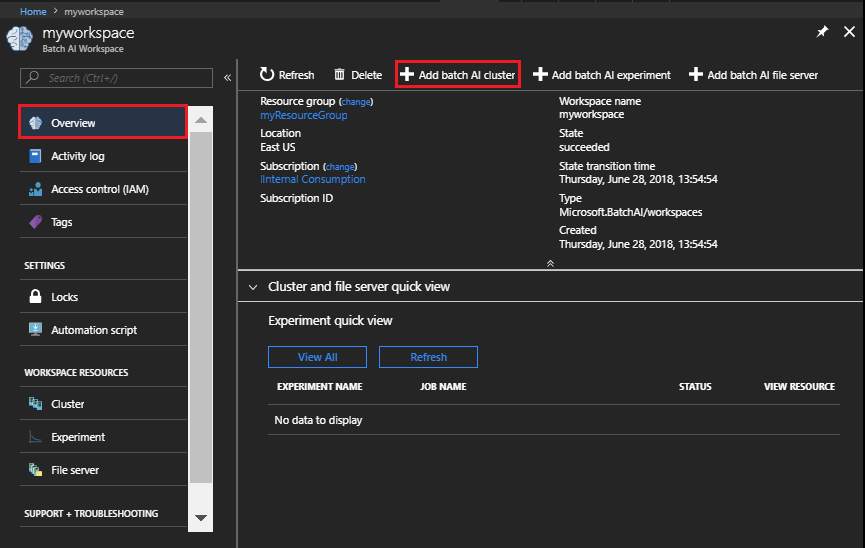 Home > myworkspace
myworkspace
Batch AI Workspace
Search (Ctrl+/)
«
Overview
Activity log
Access control (IAM)
Tags
SETTINGS
Locks
Automation script
WORKSPACE RESOURCES
Cluster
Experiment
File server
SUPPORT + TROUBLESHOOTING
Refresh Delete Add batch AI cluster Add batch AI experiment Add batch AI file server
Resource group (change)
myResourceGroup
Location
East US
Subscription (change)
IInternal Consumption
Subscription ID
Workspace name
myworkspace
State
succeeded
State transition time
Thursday, June 28, 2018, 13:54:54
Type
Microsoft.BatchAI/workspaces
Created
Thursday, June 28, 2018, 13:54:54
Cluster and file server quick view
Experiment quick view
View All Refresh
EXPERIMENT NAME JOB NAME STATUS VIEW RESOURCE
No data to display